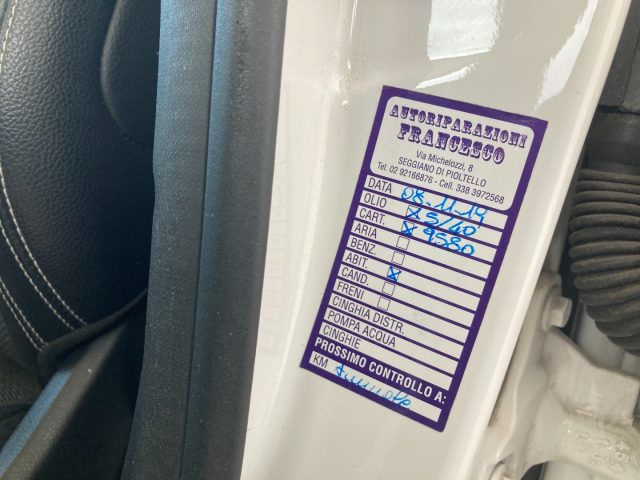 AUTORIPARAZIONI
FRANCESCO
Via Michelozzi, 8
SEGGIANO DI PIOLTELLO
Tel. 02 92166876 - Cell. 338 3972568
DATA 08.11.19
OLIO 5/40
CART. 9580
ARIA
BENZ.
ABIT.
CAND.
FRENI
CINGHIA DISTR.
POMPA ACQUA
CINGHIE
PROSSIMO CONTROLLO A:
KM annuale